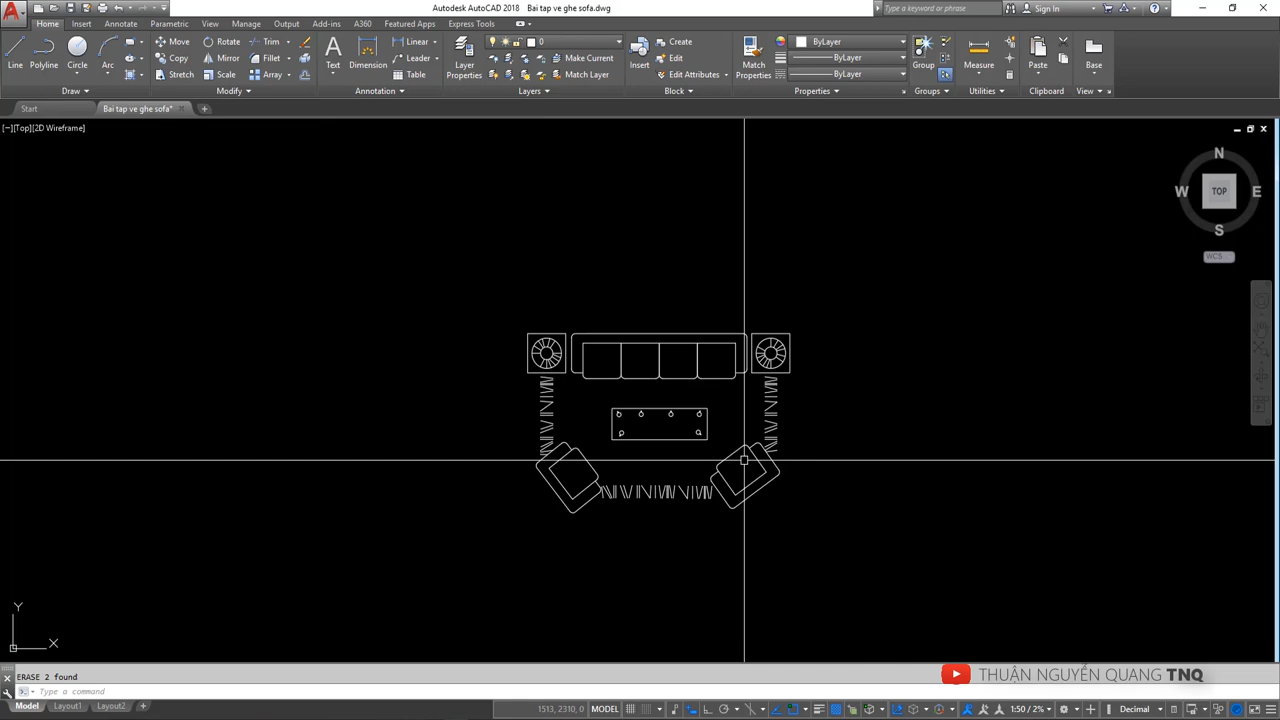 Autodesk AutoCAD 2018 Bai tap ve ghe sofa.dwg
Type a keyword or phrase
Sign In
Home Insert Annotate Parametric View Manage Output Add-ins A360 Featured Apps Express Tools
Line Polyline Circle Arc
Move Rotate Trim
Copy Mirror Fillet
Stretch Scale Array
Text Dimension
Linear
Leader
Table
Layer Properties
0
Make Current
Match Layer
Insert
Create
Edit
Edit Attributes
Match Properties
ByLayer
ByLayer
ByLayer
Group
Measure
Paste
Base
Draw Modify Annotation Layers Block Properties Groups Utilities Clipboard View
Start Bai tap ve ghe sofa* +
[−][Top][2D Wireframe]
N
W TOP E
S
WCS
Y
X
ERASE 2 found
Type a command
THUẬN NGUYỄN QUANG TNQ
Model Layout1 Layout2 +
1513, 2310, 0 MODEL
1:50 / 2%
Decimal